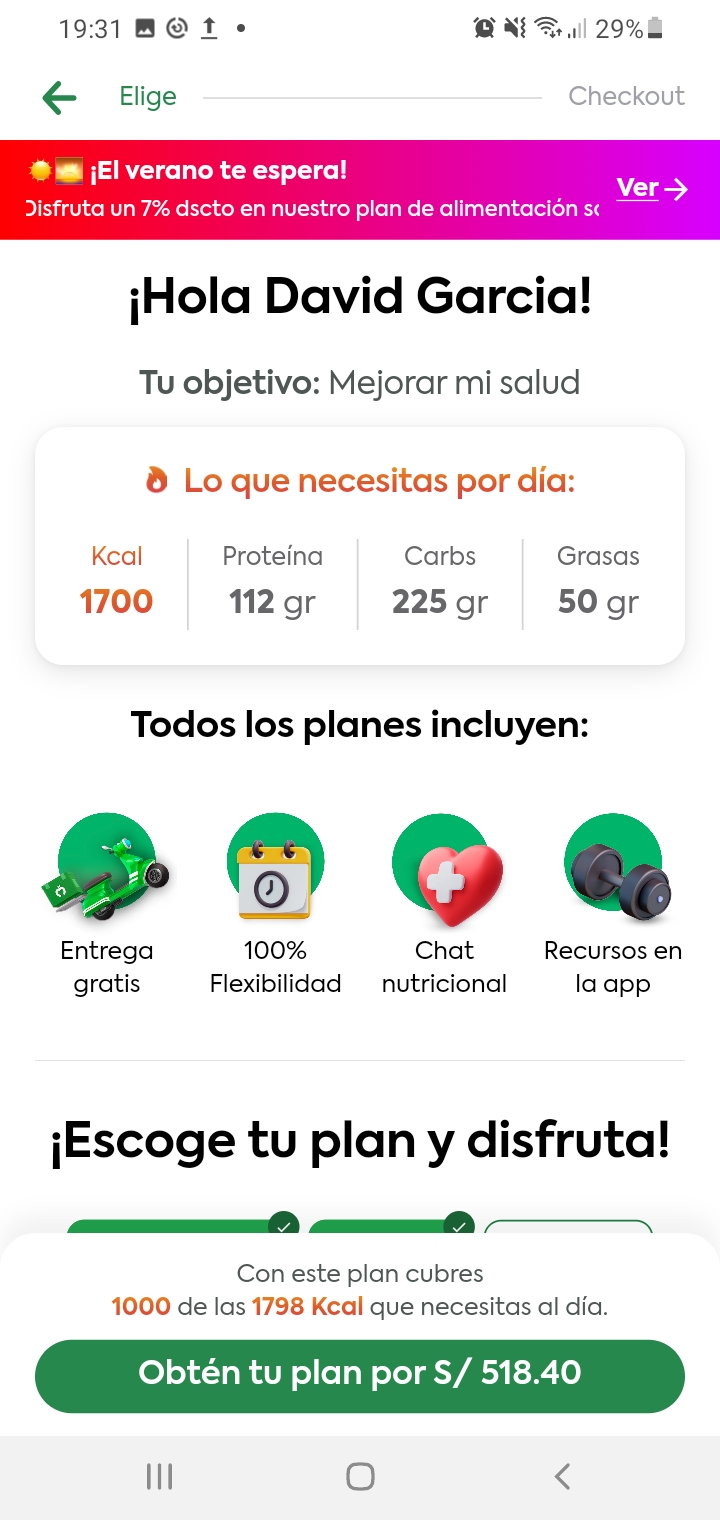 19:31
29%
Elige
Checkout
¡El verano te espera!
Disfruta un 7% dscto en nuestro plan de alimentación
Ver
¡Hola David Garcia!
Tu objetivo: Mejorar mi salud
Lo que necesitas por día:
Kcal Proteína Carbs Grasas
1700 112 gr 225 gr 50 gr
Todos los planes incluyen:
Entrega 100% Chat Recursos en
gratis Flexibilidad nutricional la app
¡Escoge tu plan y disfruta!
Con este plan cubres
1000 de las 1798 Kcal que necesitas al día.
Obtén tu plan por S/ 518.40